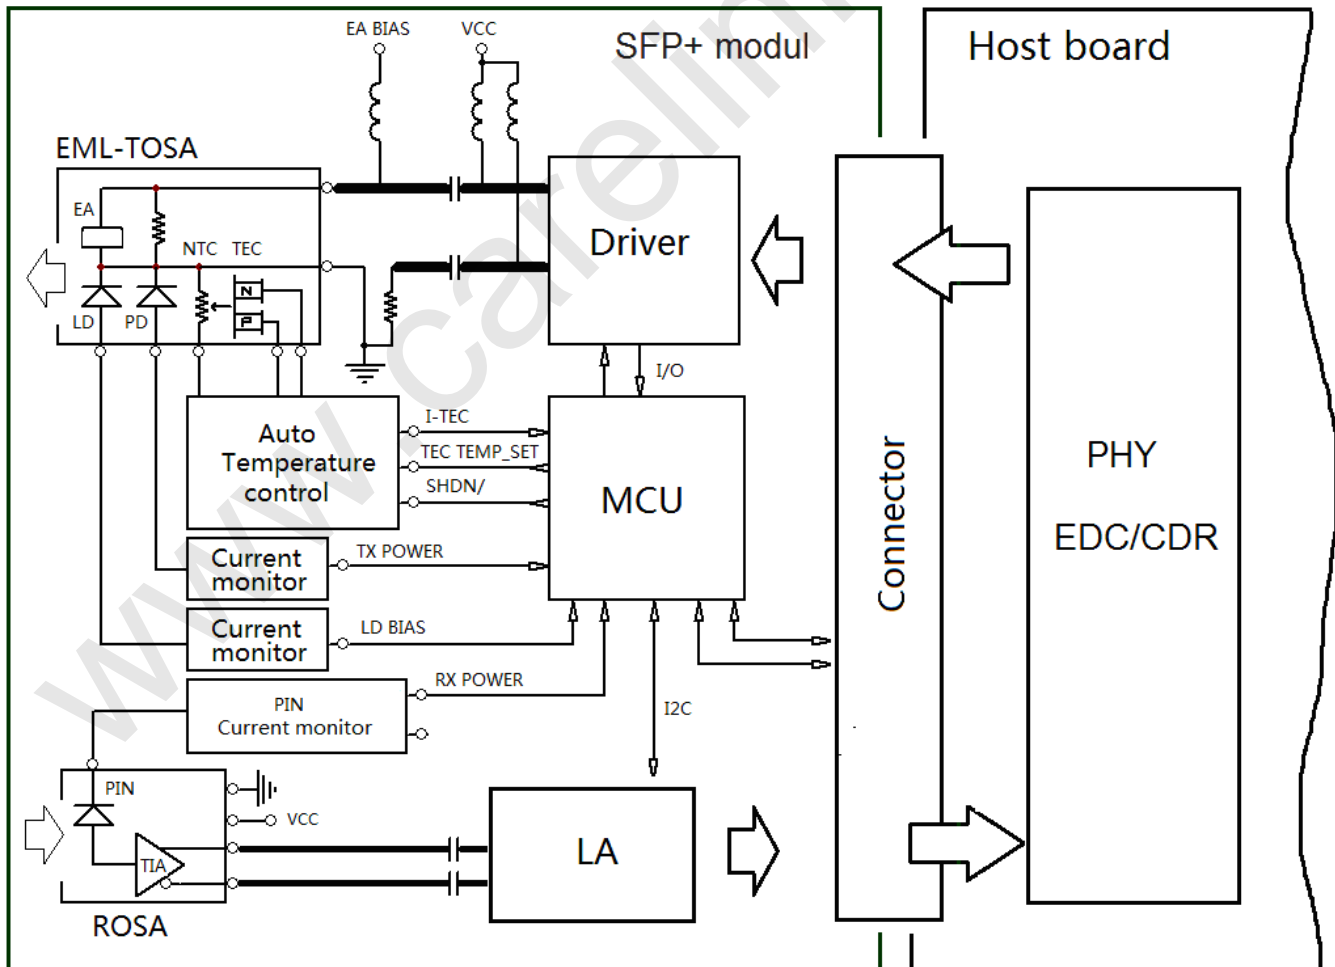 EA BIAS
VCC
SFP+ modul
Host board
EML-TOSA
EA
NTC TEC
N
P
LD
PD
Driver
I/O
Auto
Temperature
control
I-TEC
TEC TEMP_SET
SHDN/
MCU
Connector
PHY
EDC/CDR
Current
monitor
TX POWER
Current
monitor
LD BIAS
PIN
Current monitor
RX POWER
I2C
PIN
VCC
TIA
LA
ROSA